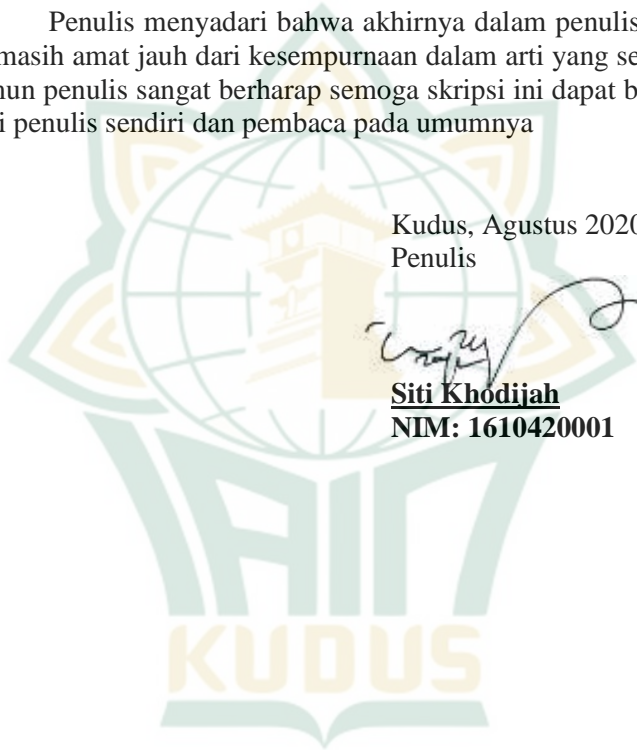 Penulis menyadari bahwa akhirnya dalam penulis
masih amat jauh dari kesempurnaan dalam arti yang se
un penulis sangat berharap semoga skripsi ini dapat b
i penulis sendiri dan pembaca pada umumnya
Kudus, Agustus 2020
Penulis
Siti Khodijah
NIM: 1610420001
IAIN
KUDUS